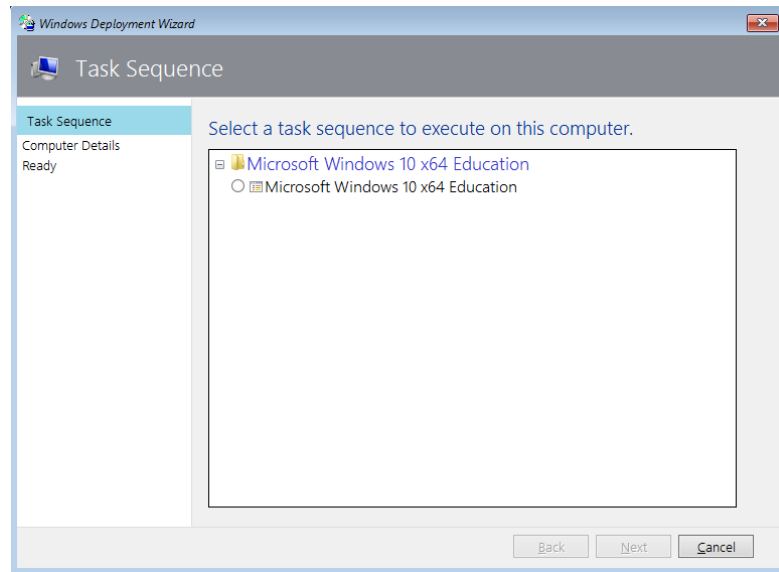 Windows Deployment Wizard
Task Sequence
Task Sequence
Computer Details
Ready
Select a task sequence to execute on this computer.
Microsoft Windows 10 x64 Education
Microsoft Windows 10 x64 Education
Back Next Cancel